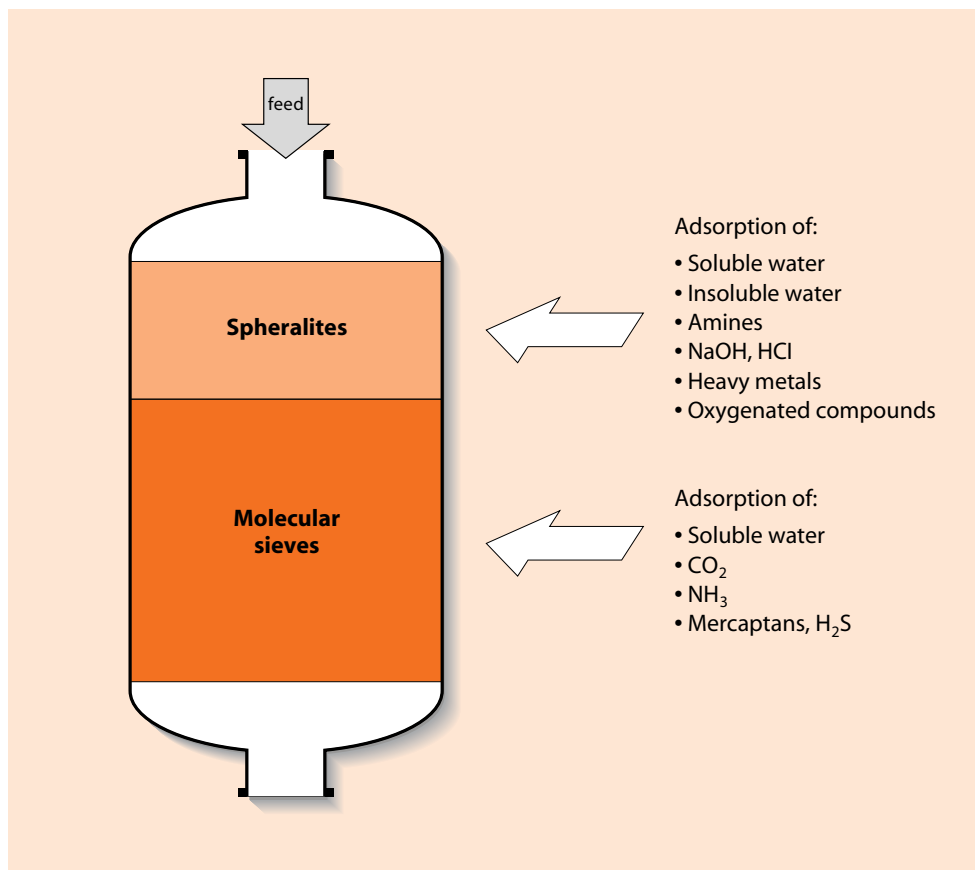 feed
Spheralites
Molecular
sieves
Adsorption of:
• Soluble water
• Insoluble water
• Amines
• NaOH, HCl
• Heavy metals
• Oxygenated compounds
Adsorption of:
• Soluble water
• CO₂
• NH₃
• Mercaptans, H₂S